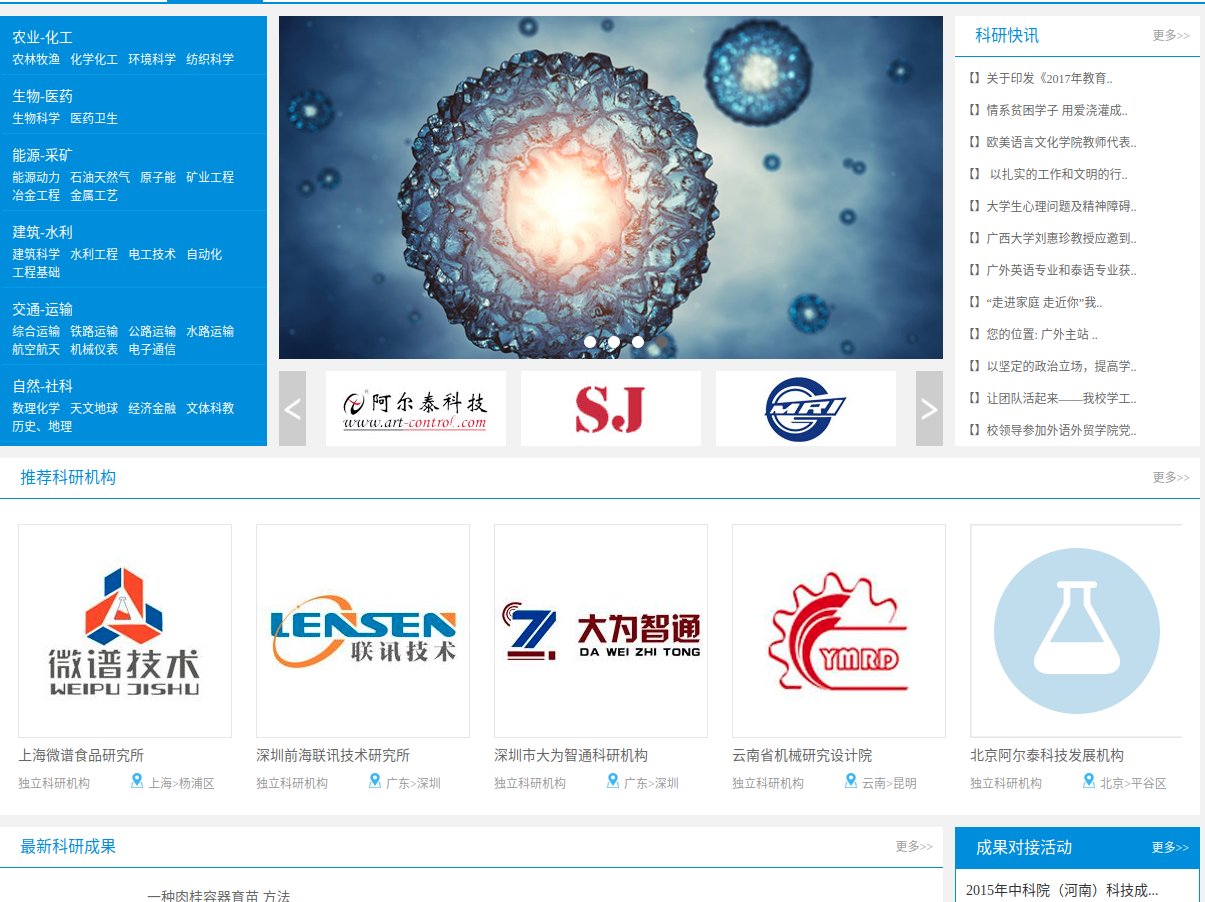 农业-化工
农林牧渔 化学化工 环境科学 纺织科学
生物-医药
生物科学 医药卫生
能源-采矿
能源动力 石油天然气 原子能 矿业工程
冶金工程 金属工艺
建筑-水利
建筑科学 水利工程 电工技术 自动化
工程基础
交通-运输
综合运输 铁路运输 公路运输 水路运输
航空航天 机械仪表 电子通信
自然-社科
数理化学 天文地球 经济金融 文体科教
历史、地理
阿尔泰科技
www.art-control.com
SJ
MRI
科研快讯 更多>>
【】关于印发《2017年教育..
【】情系贫困学子 用爱浇灌成..
【】欧美语言文化学院教师代表..
【】 以扎实的工作和文明的行..
【】大学生心理问题及精神障碍..
【】广西大学刘惠珍教授应邀到..
【】广外英语专业和泰语专业获..
【】“走进家庭 走近你”我..
【】您的位置: 广外主站 ..
【】以坚定的政治立场，提高学..
【】让团队活起来——我校学工..
【】校领导参加外语外贸学院党..
推荐科研机构 更多>>
微谱技术
WEIPU JISHU
LENSEN
联讯技术
大为智通
DA WEI ZHI TONG
YMRD
上海微谱食品研究所
独立科研机构 上海>杨浦区
深圳前海联讯技术研究所
独立科研机构 广东>深圳
深圳市大为智通科研机构
独立科研机构 广东>深圳
云南省机械研究设计院
独立科研机构 云南>昆明
北京阿尔泰科技发展机构
独立科研机构 北京>平谷区
最新科研成果 更多>>
一种肉桂容器育苗 方法
成果对接活动 更多>>
2015年中科院（河南）科技成...